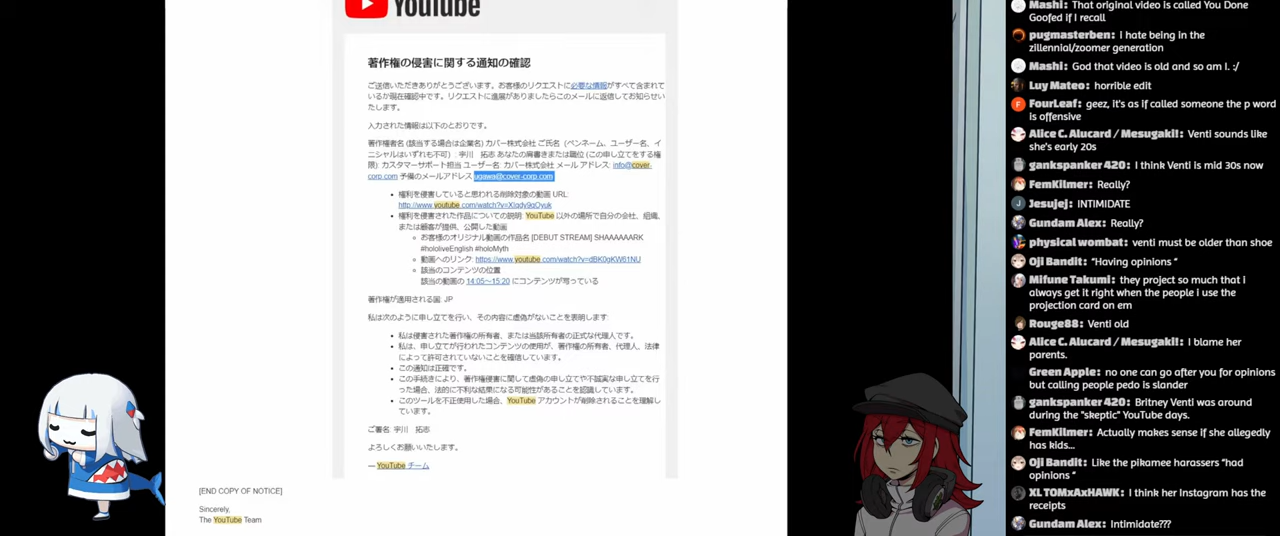 YouTube
著作権の侵害に関する通知の確認
ご送信いただきありがとうございます。お客様のリクエストに必要な情報がすべて含まれて
いるか現在確認中です。リクエストに進展がありましたらこのメールに返信してお知らせい
たします。
入力された情報は以下のとおりです。
著作権者名 (該当する場合は企業名) カバー株式会社 ご氏名 (ペンネーム、ユーザー名、イ
ニシャルはいずれも不可) : 宇川　拓志 あなたの肩書きまたは職位 (この申し立てをする権
限) カスタマーサポート担当 ユーザー名: カバー株式会社 メール アドレス: info@cover-
corp.com 予備のメールアドレス ugawa@cover-corp.com
• 権利を侵害していると思われる削除対象の動画 URL:
http://www.youtube.com/watch?v=XIqdy9qOyuk
• 権利を侵害された作品についての説明: YouTube 以外の場所で自分の会社、組織、
または顧客が提供、公開した動画
○ お客様のオリジナル動画の作品名 [DEBUT STREAM] SHAAAAARK
#hololiveEnglish #holoMyth
○ 動画へのリンク: https://www.youtube.com/watch?v=dBK0gKW61NU
○ 該当のコンテンツの位置
該当の動画の 14:05～15:20 にコンテンツが写っている
著作権が適用される国: JP
私は次のように申し立てを行い、その内容に虚偽がないことを表明します:
• 私は侵害された著作権の所有者、または当該所有者の正式な代理人です。
• 私は、申し立てが行われたコンテンツの使用が、著作権の所有者、代理人、法律
によって許可されていないことを確信しています。
• この通知は正確です。
• この手続きにより、著作権侵害に関して虚偽の申し立てや不誠実な申し立てを行
った場合、法的に不利な結果になる可能性があることを認識しています。
• このツールを不正使用した場合、YouTube アカウントが削除されることを理解し
ています。
ご署名: 宇川　拓志
よろしくお願いいたします。
— YouTube チーム
[END COPY OF NOTICE]
Sincerely,
The YouTube Team
Mashi: That original video is called You Done
Goofed if I recall
pugmasterben: i hate being in the
zillennial/zoomer generation
Mashi: God that video is old and so am I. :/
Luy Mateo: horrible edit
FourLeaf: geez, it's as if called someone the p word
is offensive
Alice C. Alucard / Mesugaki!: Venti sounds like
she's early 20s
gankspanker 420: I think Venti is mid 30s now
FemKilmer: Really?
Jesujej: INTIMIDATE
Gundam Alex: Really?
physical wombat: venti must be older than shoe
Oji Bandit: "Having opinions "
Mifune Takumi: they project so much that i
always get it right when the people i use the
projection card on em
Rouge88: Venti old
Alice C. Alucard / Mesugaki!: I blame her
parents.
Green Apple: no one can go after you for opinions
but calling people pedo is slander
gankspanker 420: Britney Venti was around
during the "skeptic" YouTube days.
FemKilmer: Actually makes sense if she allegedly
has kids...
Oji Bandit: Like the pikamee harassers "had
opinions "
XL TOMxAxHAWK: I think her Instagram has the
receipts
Gundam Alex: Intimidate???